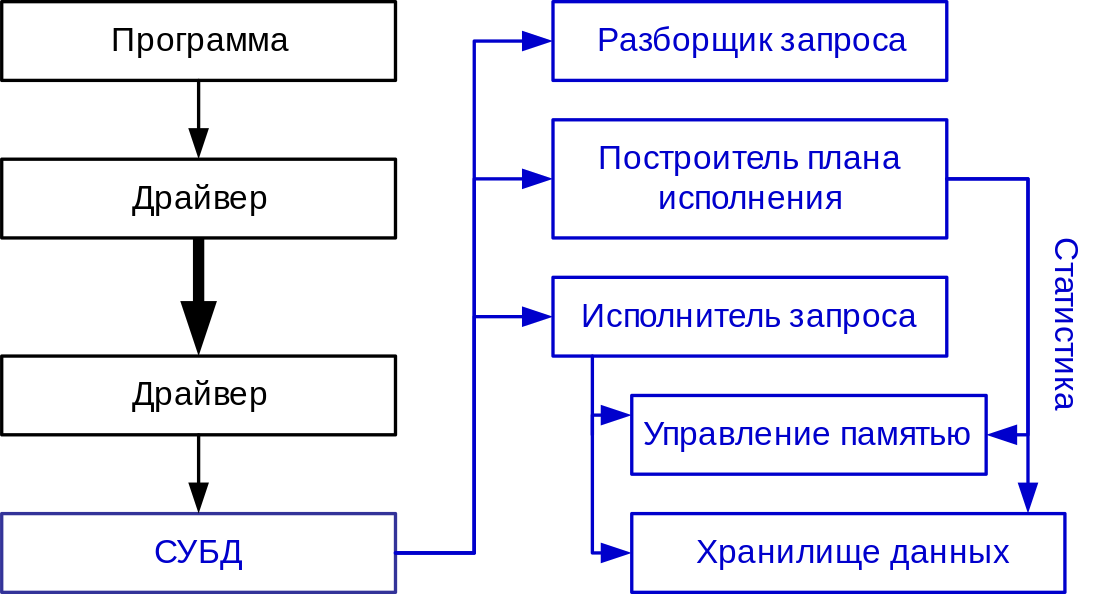 Программа
Драйвер
Драйвер
СУБД
Разборщик запроса
Построитель плана
исполнения
Исполнитель запроса
Управление памятью
Хранилище данных
Статистика